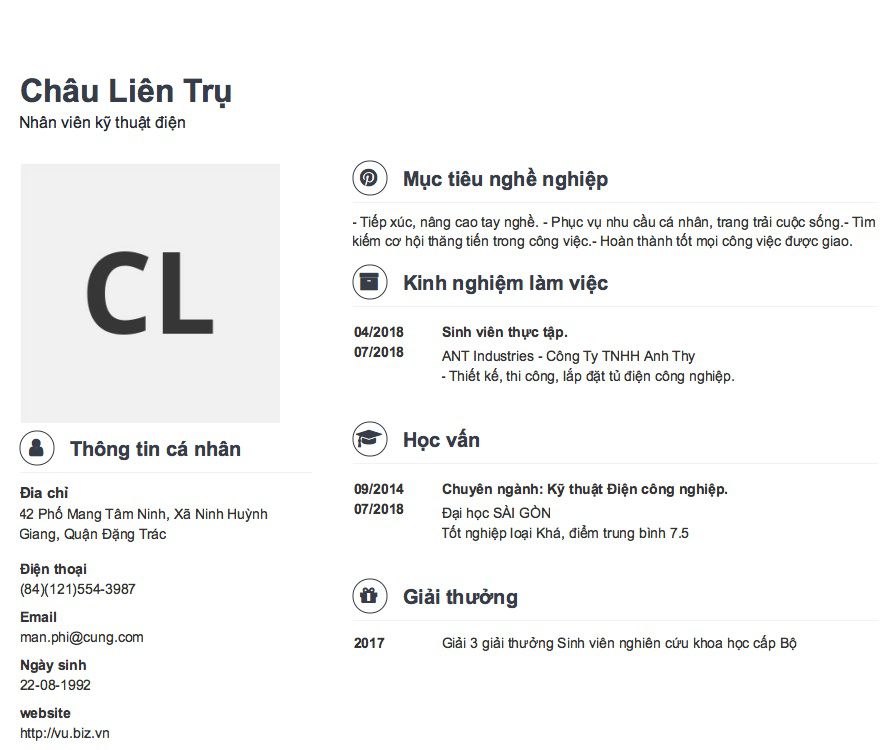 Châu Liên Trụ
Nhân viên kỹ thuật điện
CL
Thông tin cá nhân
Đia chỉ
42 Phố Mang Tâm Ninh, Xã Ninh Huỳnh
Giang, Quận Đặng Trác
Điện thoại
(84)(121)554-3987
Email
man.phi@cung.com
Ngày sinh
22-08-1992
website
http://vu.biz.vn
Mục tiêu nghề nghiệp
- Tiếp xúc, nâng cao tay nghề. - Phục vụ nhu cầu cá nhân, trang trải cuộc sống.- Tìm
kiếm cơ hội thăng tiến trong công việc.- Hoàn thành tốt mọi công việc được giao.
Kinh nghiệm làm việc
04/2018 Sinh viên thực tập.
07/2018 ANT Industries - Công Ty TNHH Anh Thy
- Thiết kế, thi công, lắp đặt tủ điện công nghiệp.
Học vấn
09/2014 Chuyên ngành: Kỹ thuật Điện công nghiệp.
07/2018 Đại học SÀI GÒN
Tốt nghiệp loại Khá, điểm trung bình 7.5
Giải thưởng
2017 Giải 3 giải thưởng Sinh viên nghiên cứu khoa học cấp Bộ